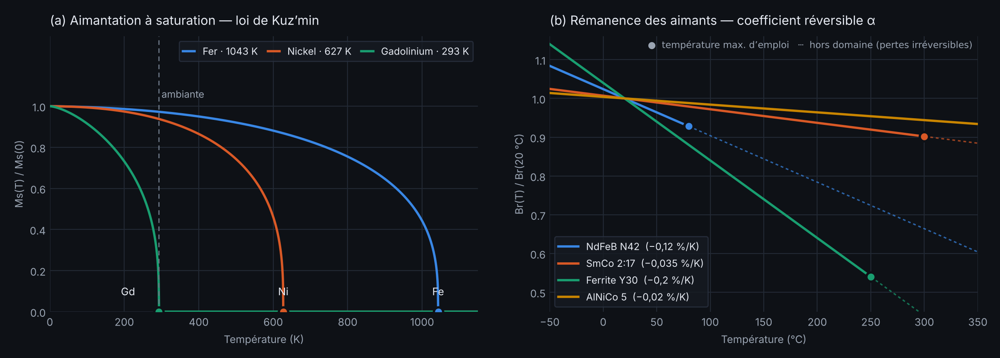 (a) Aimantation à saturation — loi de Kuz’min
Fer · 1043 K
Nickel · 627 K
Gadolinium · 293 K
ambiante
Ms(T) / Ms(0)
1.0
0.8
0.6
0.4
0.2
0.0
Gd
Ni
Fe
0
200
400
600
800
1000
Température (K)
(b) Rémanence des aimants — coefficient réversible α
température max. d’emploi
hors domaine (pertes irréversibles)
Br(T) / Br(20 °C)
1.1
1.0
0.9
0.8
0.7
0.6
0.5
NdFeB N42 (−0,12 %/K)
SmCo 2:17 (−0,035 %/K)
Ferrite Y30 (−0,2 %/K)
AlNiCo 5 (−0,02 %/K)
−50
0
50
100
150
200
250
300
350
Température (°C)